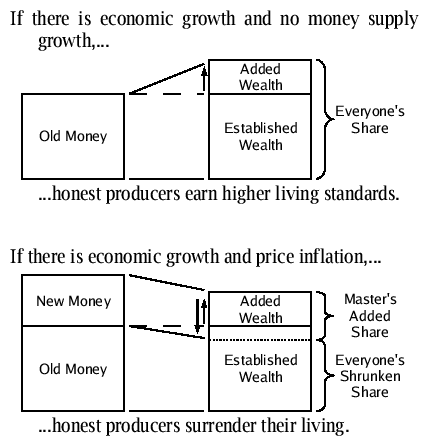 If there is economic growth and no money supply
growth,...
Added
Wealth
Old Money
Established
Wealth
Everyone's
Share
...honest producers earn higher living standards.
If there is economic growth and price inflation,...
New Money
Added
Wealth
Master's
Added
Share
Old Money
Established
Wealth
Everyone's
Shrunken
Share
...honest producers surrender their living.